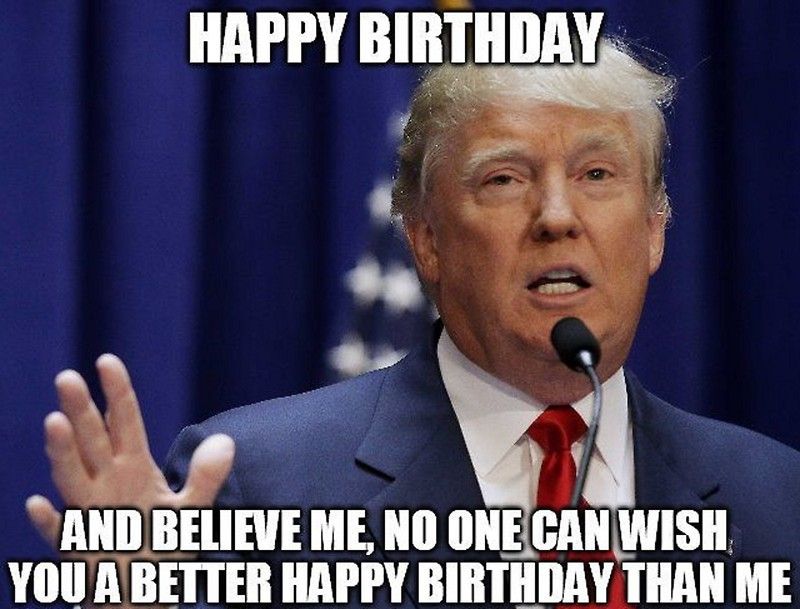 HAPPY BIRTHDAY
AND BELIEVE ME, NO ONE CAN WISH
YOU A BETTER HAPPY BIRTHDAY THAN ME